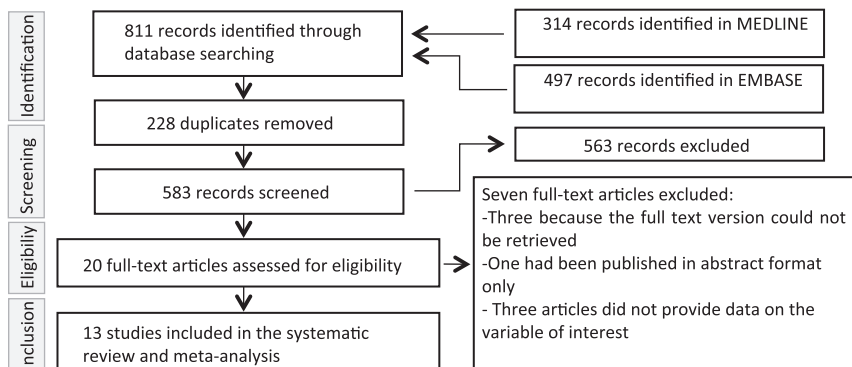 Identification
811 records identified through
database searching
314 records identified in MEDLINE
497 records identified in EMBASE
228 duplicates removed
Screening
563 records excluded
583 records screened
Seven full-text articles excluded:
-Three because the full text version could not
be retrieved
-One had been published in abstract format
only
- Three articles did not provide data on the
variable of interest
Eligibiliy
20 full-text articles assessed for eligibility
nclusion
13 studies included in the systematic
review and meta-analysis